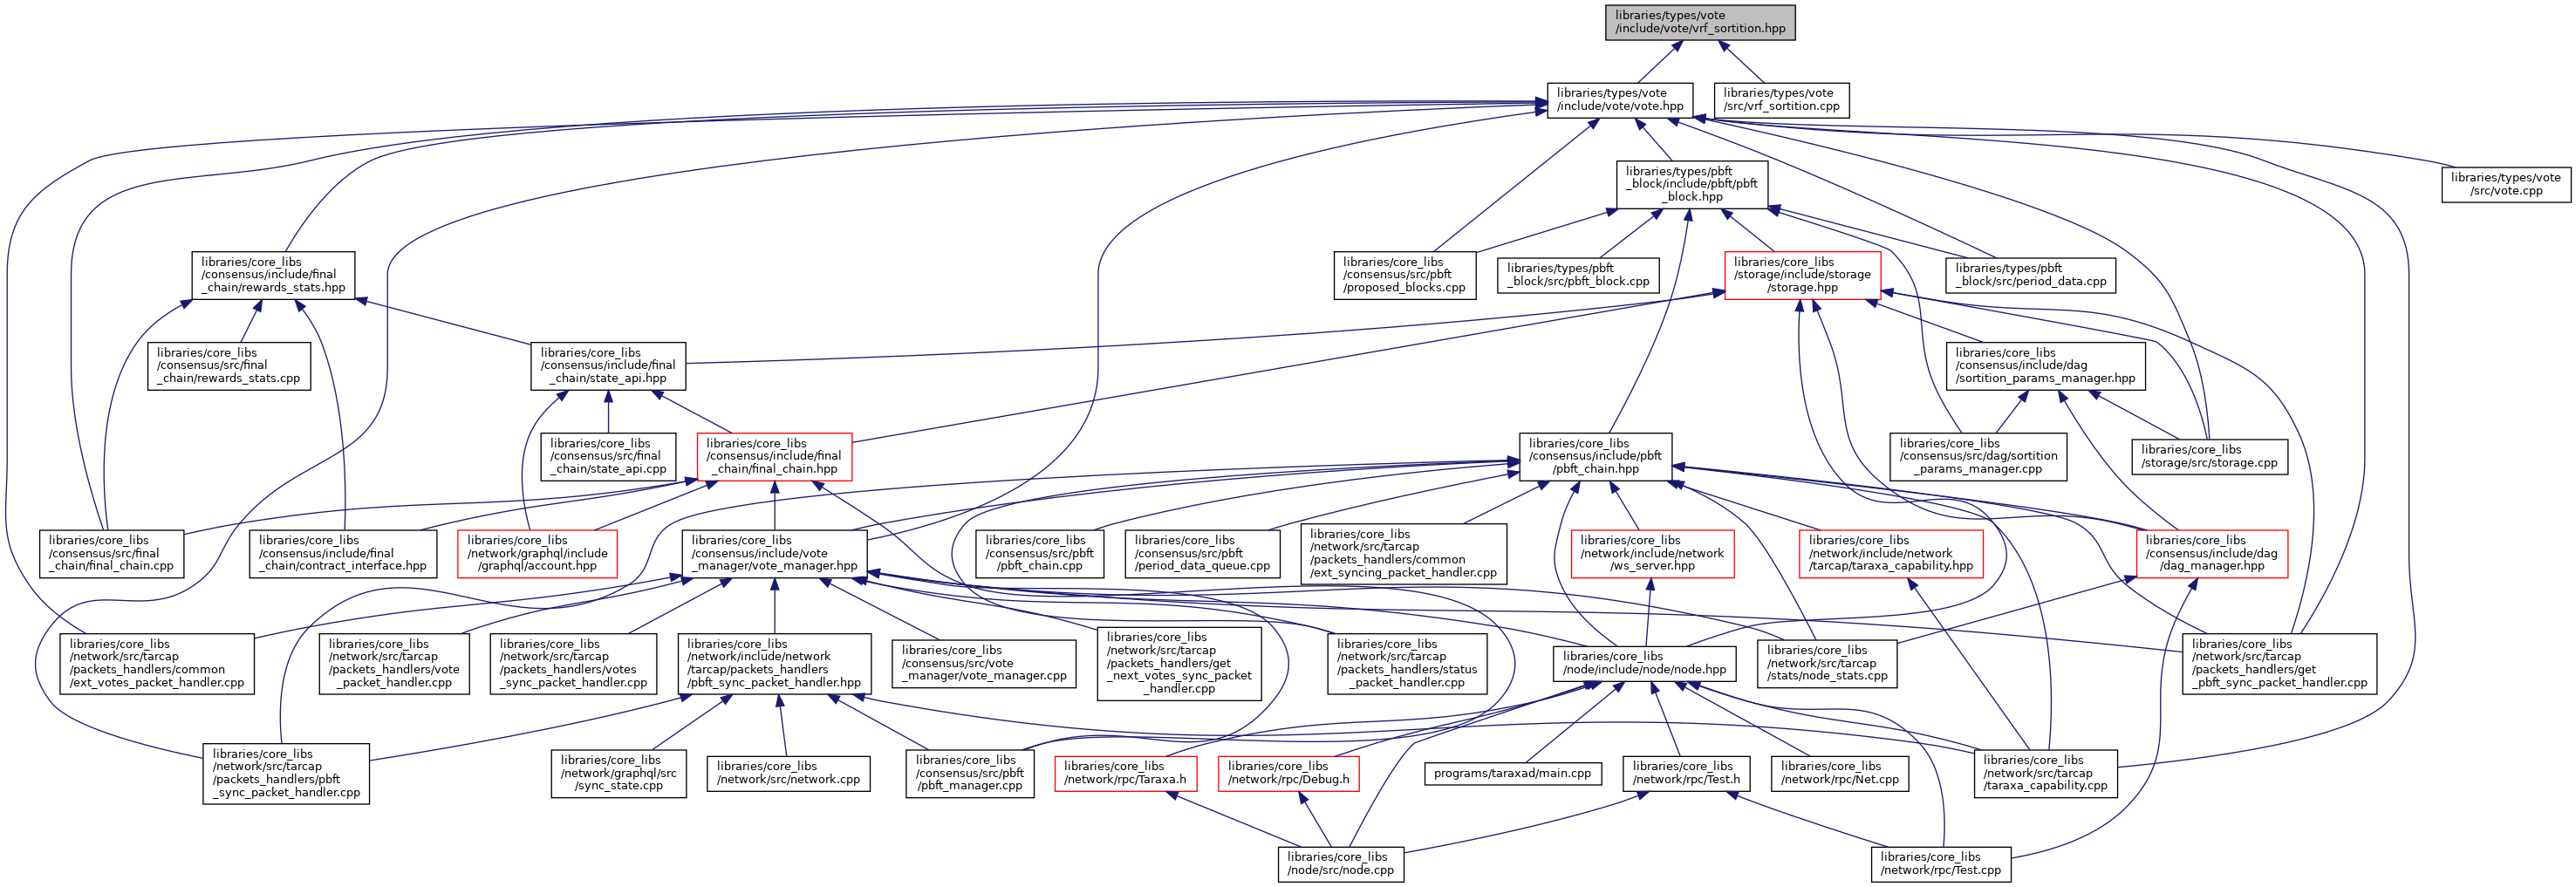 libraries/types/vote
/include/vote/vrf_sortition.hpp
libraries/types/vote
/include/vote/vote.hpp
libraries/types/vote
/src/vrf_sortition.cpp
libraries/types/pbft
_block/include/pbft/pbft
_block.hpp
libraries/types/vote
/src/vote.cpp
libraries/core_libs
/consensus/include/final
_chain/rewards_stats.hpp
libraries/core_libs
/consensus/src/pbft
/proposed_blocks.cpp
libraries/types/pbft
_block/src/pbft_block.cpp
libraries/core_libs
/storage/include/storage
/storage.hpp
libraries/types/pbft
_block/src/period_data.cpp
libraries/core_libs
/consensus/src/final
_chain/rewards_stats.cpp
libraries/core_libs
/consensus/include/final
_chain/state_api.hpp
libraries/core_libs
/consensus/include/dag
/sortition_params_manager.hpp
libraries/core_libs
/consensus/src/final
_chain/state_api.cpp
libraries/core_libs
/consensus/include/final
_chain/final_chain.hpp
libraries/core_libs
/consensus/include/pbft
/pbft_chain.hpp
libraries/core_libs
/consensus/src/dag/sortition
_params_manager.cpp
libraries/core_libs
/storage/src/storage.cpp
libraries/core_libs
/consensus/src/final
_chain/final_chain.cpp
libraries/core_libs
/consensus/include/final
_chain/contract_interface.hpp
libraries/core_libs
/network/graphql/include
/graphql/account.hpp
libraries/core_libs
/consensus/include/vote
_manager/vote_manager.hpp
libraries/core_libs
/consensus/src/pbft
/pbft_chain.cpp
libraries/core_libs
/consensus/src/pbft
/period_data_queue.cpp
libraries/core_libs
/network/src/tarcap
/packets_handlers/common
/ext_syncing_packet_handler.cpp
libraries/core_libs
/network/include/network
/ws_server.hpp
libraries/core_libs
/network/include/network
/tarcap/taraxa_capability.hpp
libraries/core_libs
/consensus/include/dag
/dag_manager.hpp
libraries/core_libs
/network/src/tarcap
/packets_handlers/common
/ext_votes_packet_handler.cpp
libraries/core_libs
/network/src/tarcap
/packets_handlers/vote
_packet_handler.cpp
libraries/core_libs
/network/src/tarcap
/packets_handlers/votes
_sync_packet_handler.cpp
libraries/core_libs
/network/include/network
/tarcap/packets_handlers
/pbft_sync_packet_handler.hpp
libraries/core_libs
/consensus/src/vote
_manager/vote_manager.cpp
libraries/core_libs
/network/src/tarcap
/packets_handlers/get
_next_votes_sync_packet
_handler.cpp
libraries/core_libs
/network/src/tarcap
/packets_handlers/status
_packet_handler.cpp
libraries/core_libs
/node/include/node/node.hpp
libraries/core_libs
/network/src/tarcap
/stats/node_stats.cpp
libraries/core_libs
/network/src/tarcap
/packets_handlers/get
_pbft_sync_packet_handler.cpp
libraries/core_libs
/network/src/tarcap
/packets_handlers/pbft
_sync_packet_handler.cpp
libraries/core_libs
/network/graphql/src
/sync_state.cpp
libraries/core_libs
/network/src/network.cpp
libraries/core_libs
/consensus/src/pbft
/pbft_manager.cpp
libraries/core_libs
/network/rpc/Taraxa.h
libraries/core_libs
/network/rpc/Debug.h
programs/taraxad/main.cpp
libraries/core_libs
/network/rpc/Test.h
libraries/core_libs
/network/rpc/Net.cpp
libraries/core_libs
/network/src/tarcap
/taraxa_capability.cpp
libraries/core_libs
/node/src/node.cpp
libraries/core_libs
/network/rpc/Test.cpp